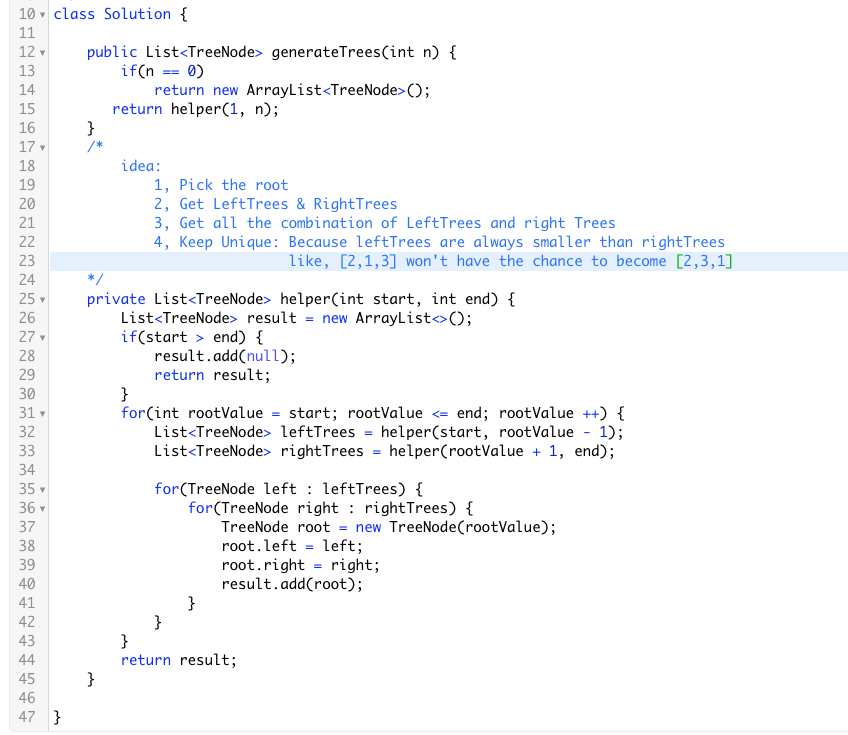 10 class Solution {
11
12     public List<TreeNode> generateTrees(int n) {
13         if(n == 0)
14             return new ArrayList<TreeNode>();
15        return helper(1, n);
16     }
17     /*
18         idea:
19             1, Pick the root
20             2, Get LeftTrees & RightTrees
21             3, Get all the combination of LeftTrees and right Trees
22             4, Keep Unique: Because leftTrees are always smaller than rightTrees
23                             like, [2,1,3] won't have the chance to become [2,3,1]
24     */
25     private List<TreeNode> helper(int start, int end) {
26         List<TreeNode> result = new ArrayList<>();
27         if(start > end) {
28             result.add(null);
29             return result;
30         }
31         for(int rootValue = start; rootValue <= end; rootValue ++) {
32             List<TreeNode> leftTrees = helper(start, rootValue - 1);
33             List<TreeNode> rightTrees = helper(rootValue + 1, end);
34
35             for(TreeNode left : leftTrees) {
36                 for(TreeNode right : rightTrees) {
37                     TreeNode root = new TreeNode(rootValue);
38                     root.left = left;
39                     root.right = right;
40                     result.add(root);
41                 }
42             }
43         }
44         return result;
45     }
46
47 }